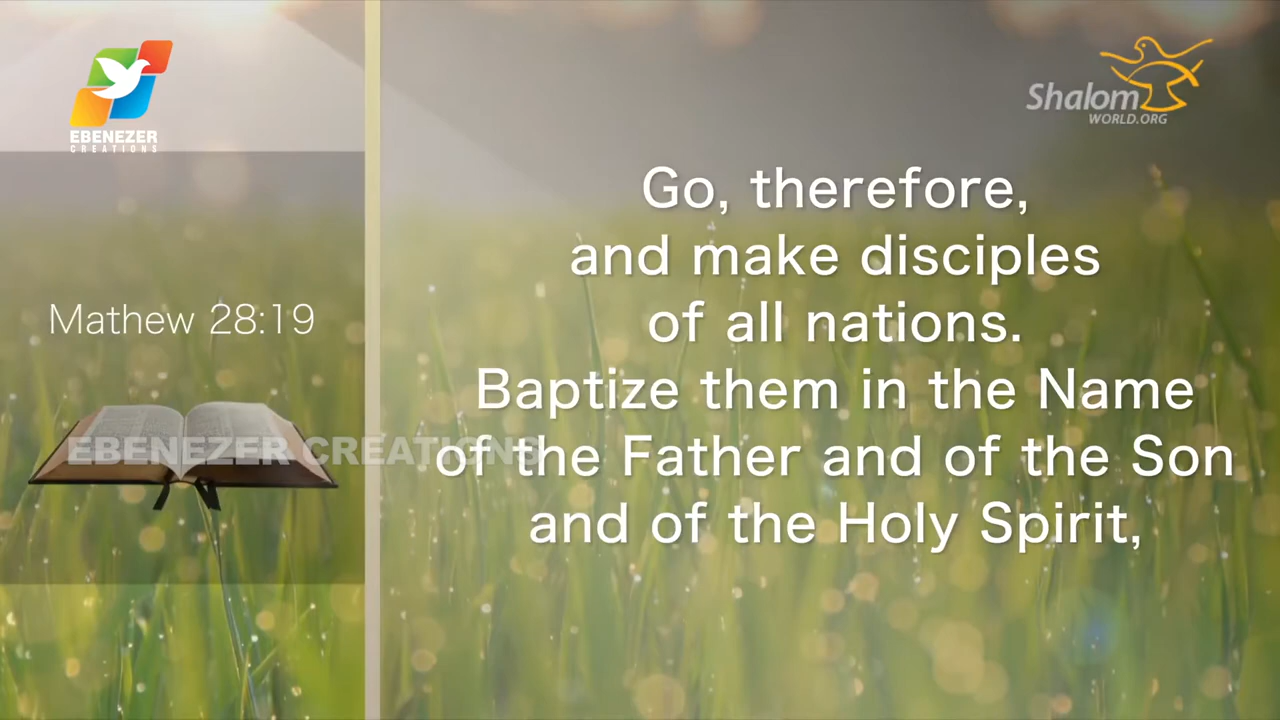 EBENEZER
CREATIONS
Shalom
WORLD.ORG
Mathew 28:19
Go, therefore,
and make disciples
of all nations.
Baptize them in the Name
of the Father and of the Son
and of the Holy Spirit,
EBENEZER CREATIONS